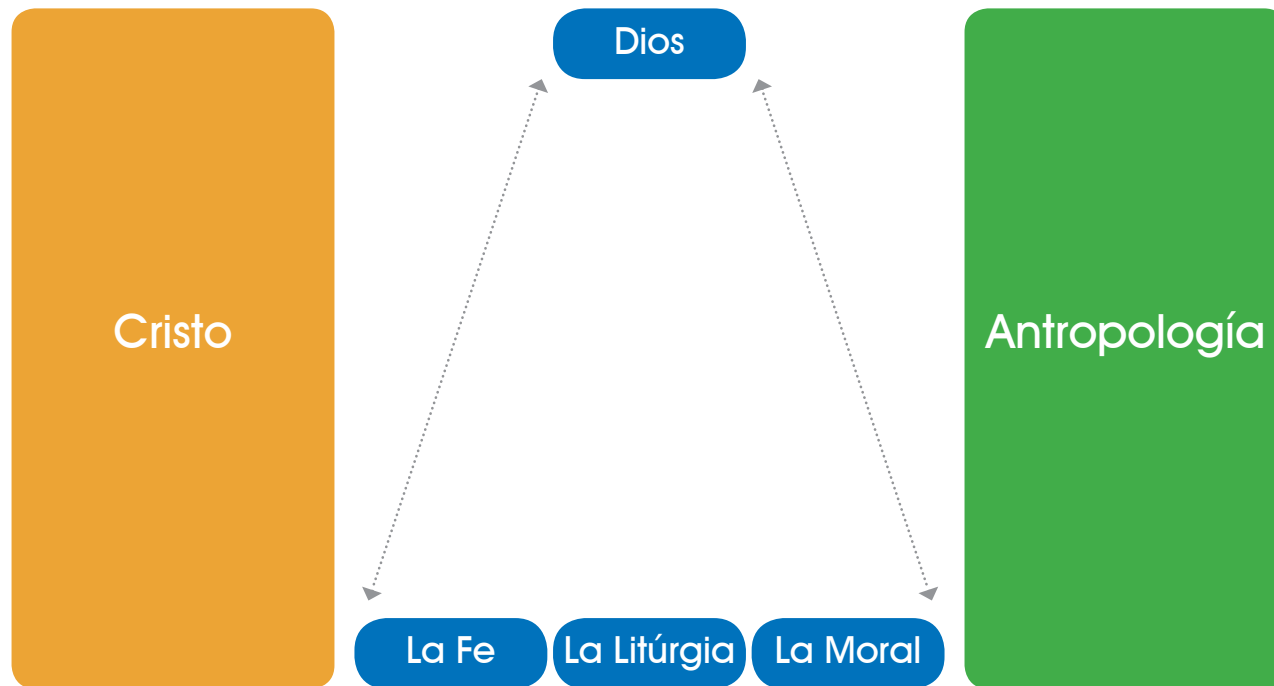 Dios
Cristo
Antropología
La Fe
La Litúrgia
La Moral